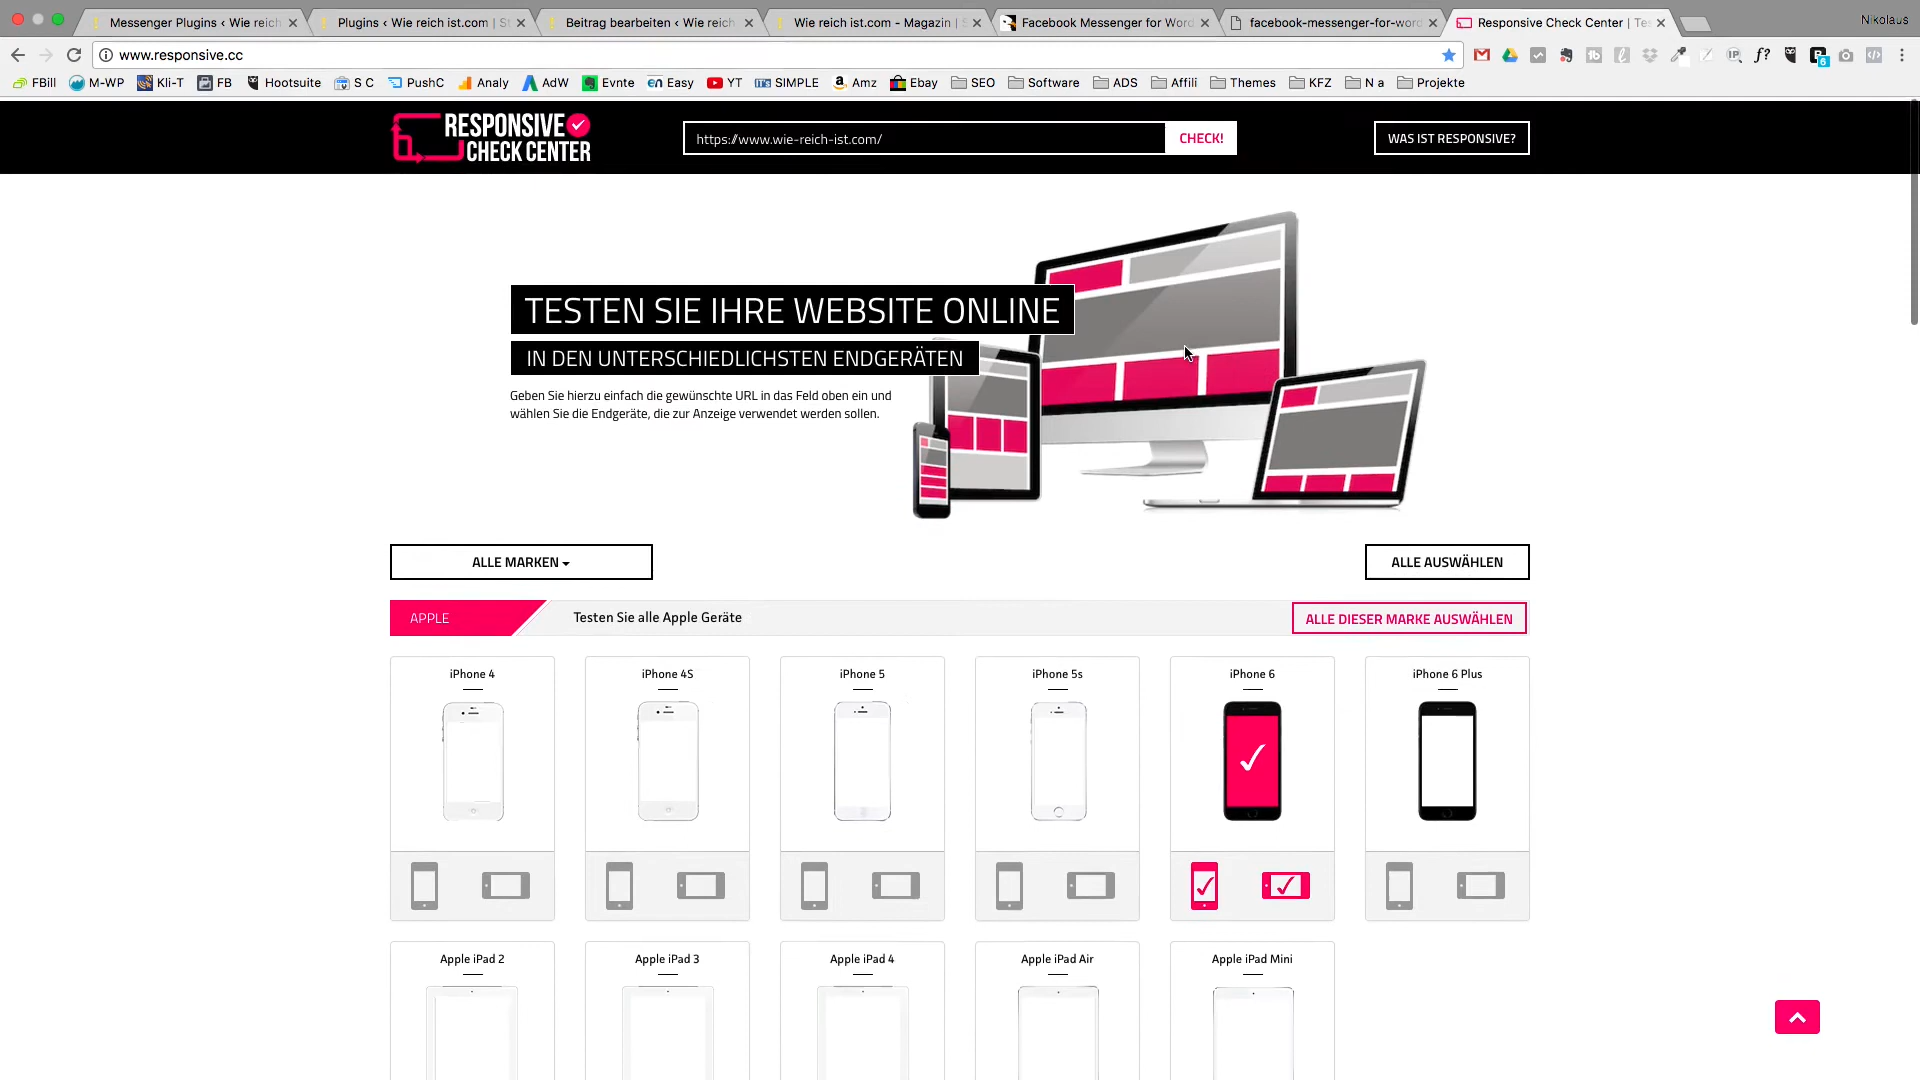 Messenger Plugins ‹ Wie reich
Plugins ‹ Wie reich ist.com | St
Beitrag bearbeiten ‹ Wie reich
Wie reich ist.com - Magazin | S
Facebook Messenger for Word
facebook-messenger-for-word
Responsive Check Center | Tes
Nikolaus
www.responsive.cc
FBill
M-WP
Kli-T
FB
Hootsuite
S C
PushC
Analy
AdW
Evnte
en Easy
YT
IT'S SIMPLE
Amz
Ebay
SEO
Software
ADS
Affili
Themes
KFZ
N a
Projekte
RESPONSIVE
CHECK CENTER
https://www.wie-reich-ist.com/
CHECK!
WAS IST RESPONSIVE?
TESTEN SIE IHRE WEBSITE ONLINE
IN DEN UNTERSCHIEDLICHSTEN ENDGERÄTEN
Geben Sie hierzu einfach die gewünschte URL in das Feld oben ein und
wählen Sie die Endgeräte, die zur Anzeige verwendet werden sollen.
ALLE MARKEN
ALLE AUSWÄHLEN
APPLE
Testen Sie alle Apple Geräte
ALLE DIESER MARKE AUSWÄHLEN
iPhone 4
iPhone 4S
iPhone 5
iPhone 5s
iPhone 6
iPhone 6 Plus
Apple iPad 2
Apple iPad 3
Apple iPad 4
Apple iPad Air
Apple iPad Mini